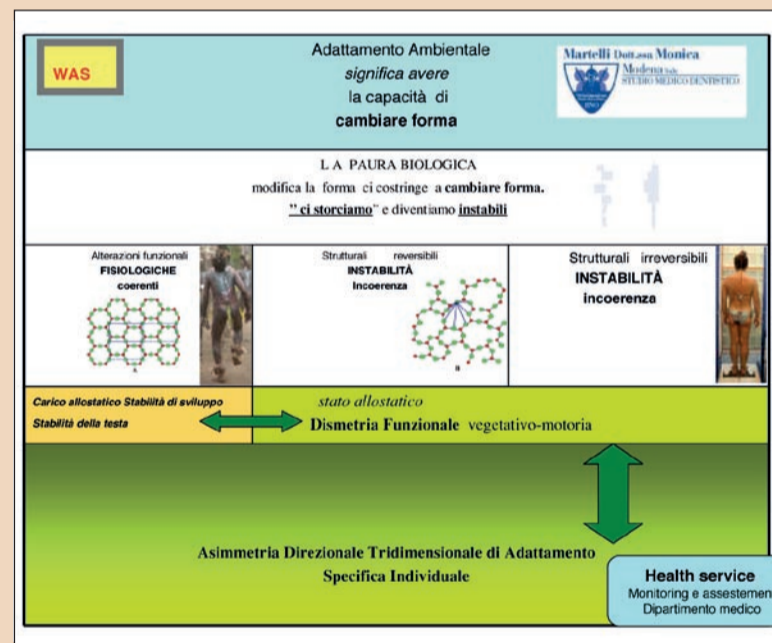 WAS
Adattamento Ambientale
significa avere
la capacità di
cambiare forma
Martelli Dott.ssa Monica
Modena Italy
STUDIO MEDICO DENTISTICO
L A PAURA BIOLOGICA
modifica la forma ci costringe a cambiare forma.
" ci storciamo" e diventiamo instabili
Alterazioni funzionali
FISIOLOGICHE
coerenti
A
Strutturali reversibili
INSTABILITÀ
Incoerenza
B
Strutturali irreversibili
INSTABILITÀ
incoerenza
Carico allostatico Stabilità di sviluppo
Stabilità della testa
stato allostatico
Dismetria Funzionale vegetativo-motoria
Asimmetria Direzionale Tridimensionale di Adattamento
Specifica Individuale
Health service
Monitoring e assestement
Dipartimento medico